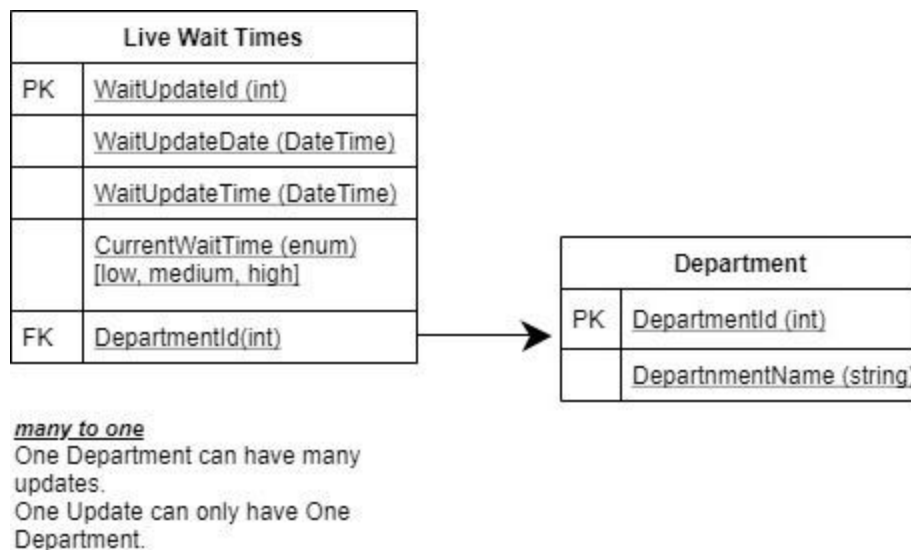 Live Wait Times
PK WaitUpdateId (int)
WaitUpdateDate (DateTime)
WaitUpdateTime (DateTime)
CurrentWaitTime (enum)
[low, medium, high]
FK DepartmentId(int)
Department
PK DepartmentId (int)
DepartnmentName (string)
many to one
One Department can have many
updates.
One Update can only have One
Department.